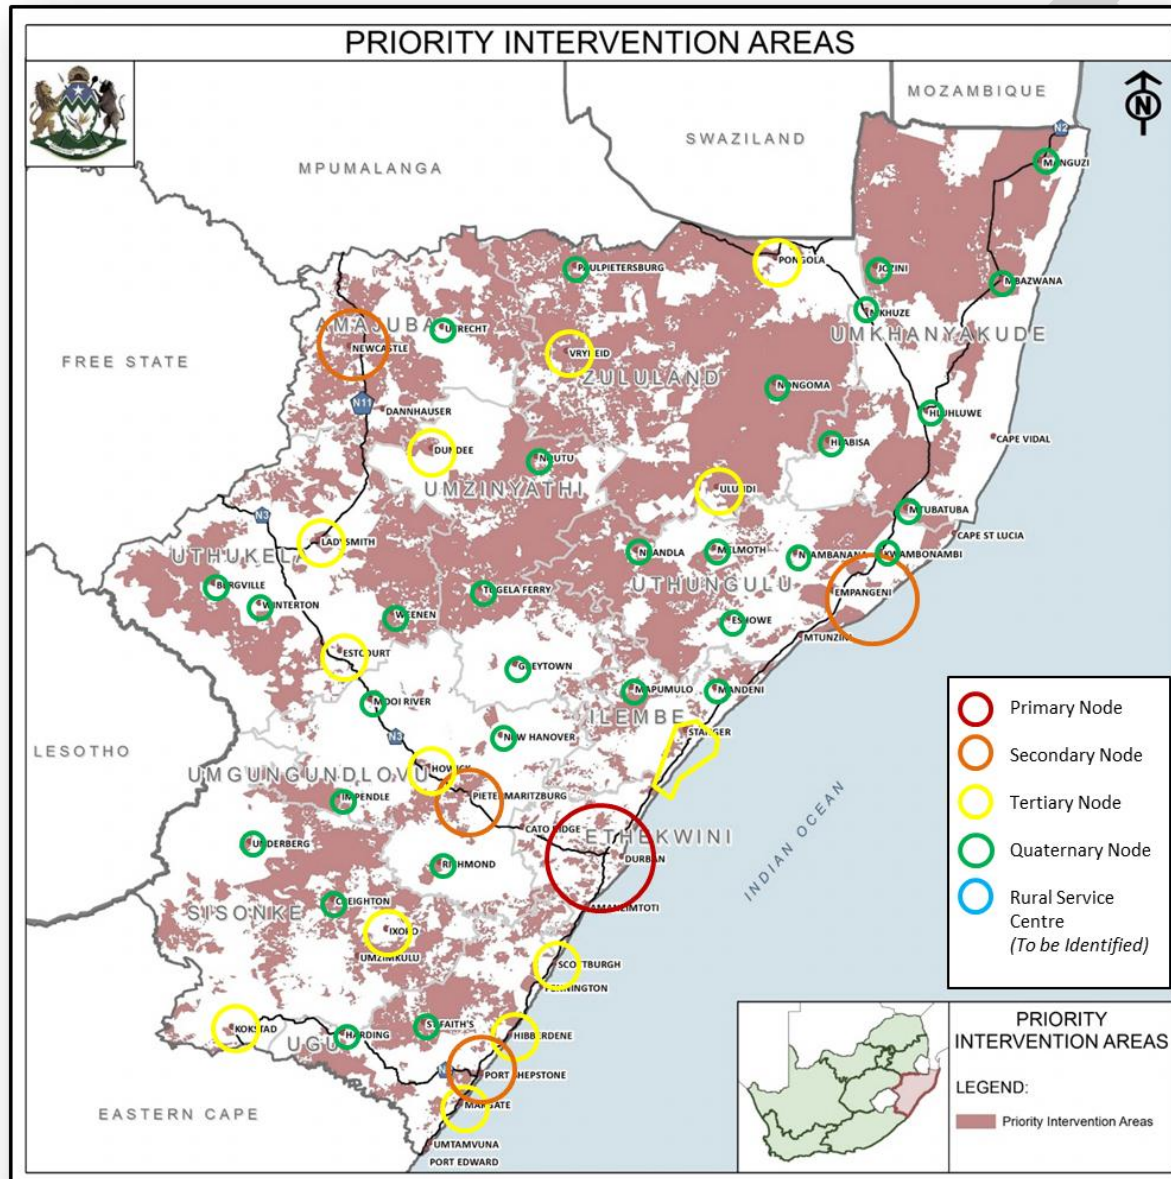 PRIORITY INTERVENTION AREAS
MOZAMBIQUE
N
SWAZILAND
N2
MPUMALANGA
MANGUZI
PONGOLA
PAULPIETERSBURG
JOZINI
MBAZWANA
MKHUZE
AMAJUBA
UTRECHT
UMKHANYAKUDE
NEWCASTLE
VRYHEID
FREE STATE
ZULULAND
NONGOMA
N11
DANNHAUSER
HLUHLUWE
CAPE VIDAL
HLABISA
DUNDEE
NQUTU
UMZINYATHI
ULUNDI
MTUBATUBA
N3
CAPE ST LUCIA
LADYSMITH
UTHUKELA
NKANDLA
MELMOTH
NTAMBANANA
KWAMBONAMBI
UTHUNGULU
BERGVILLE
TUGELA FERRY
EMPANGENI
WINTERTON
WEENEN
ESHOWE
MTUNZINI
ESTCOURT
GREYTOWN
MAPUMULO
MANDENI
MOOI RIVER
ILEMBE
STANGER
N3
NEW HANOVER
LESOTHO
HOWICK
UMGUNGUNDLOVU
IMPENDLE
PIETERMARITZBURG
CATO RIDGE
ETHEKWINI
INDIAN OCEAN
UNDERBERG
DURBAN
RICHMOND
CREIGHTON
AMANZIMTOTI
SISONKE
IXOPO
UMZIMKULU
SCOTTBURGH
PENNINGTON
KOKSTAD
ST FAITH'S
HARDING
HIBBERDENE
UGU
PORT SHEPSTONE
MARGATE
EASTERN CAPE
UMTAMVUNA
PORT EDWARD
Primary Node
Secondary Node
Tertiary Node
Quaternary Node
Rural Service
Centre
(To be Identified)
PRIORITY
INTERVENTION AREAS
LEGEND:
Priority Intervention Areas